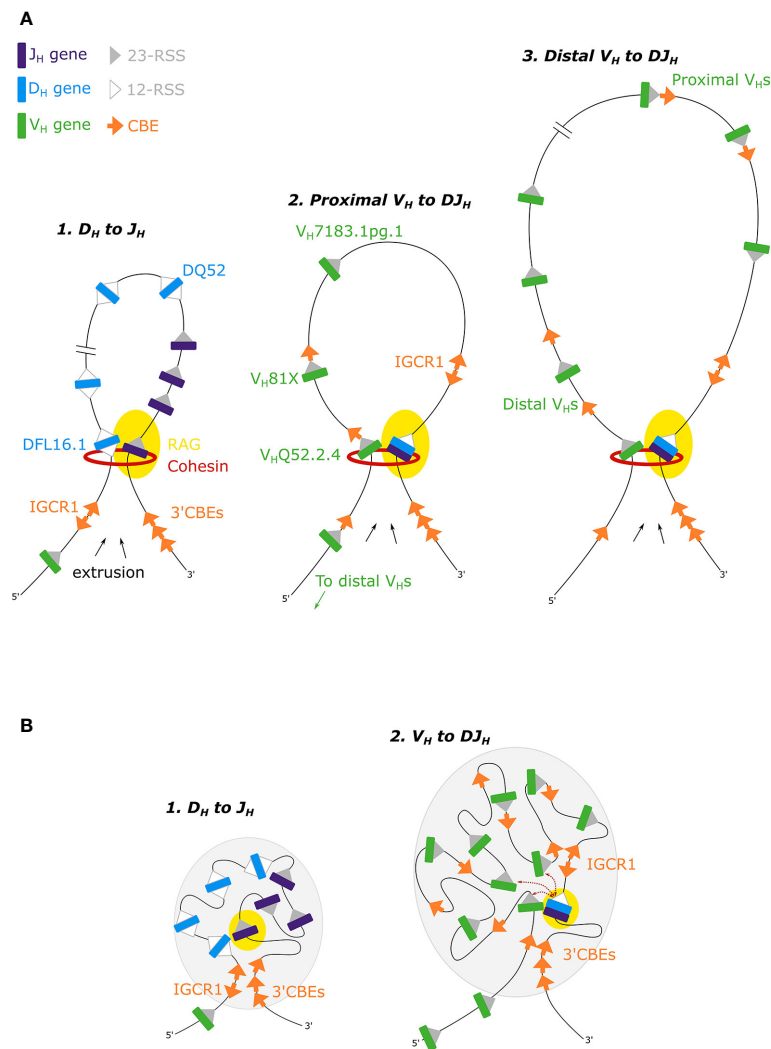 A
J_H gene
23-RSS
D_H gene
12-RSS
V_H gene
CBE
1. D_H to J_H
DQ52
DFL16.1
RAG
Cohesin
IGCR1
3'CBEs
extrusion
5'
3'
2. Proximal V_H to DJ_H
V_H7183.1pg.1
IGCR1
V_H81X
V_HQ52.2.4
To distal V_Hs
5'
3'
3. Distal V_H to DJ_H
Proximal V_Hs
Distal V_Hs
5'
3'
B
1. D_H to J_H
IGCR1
3'CBEs
5'
3'
2. V_H to DJ_H
IGCR1
3'CBEs
5'
3'